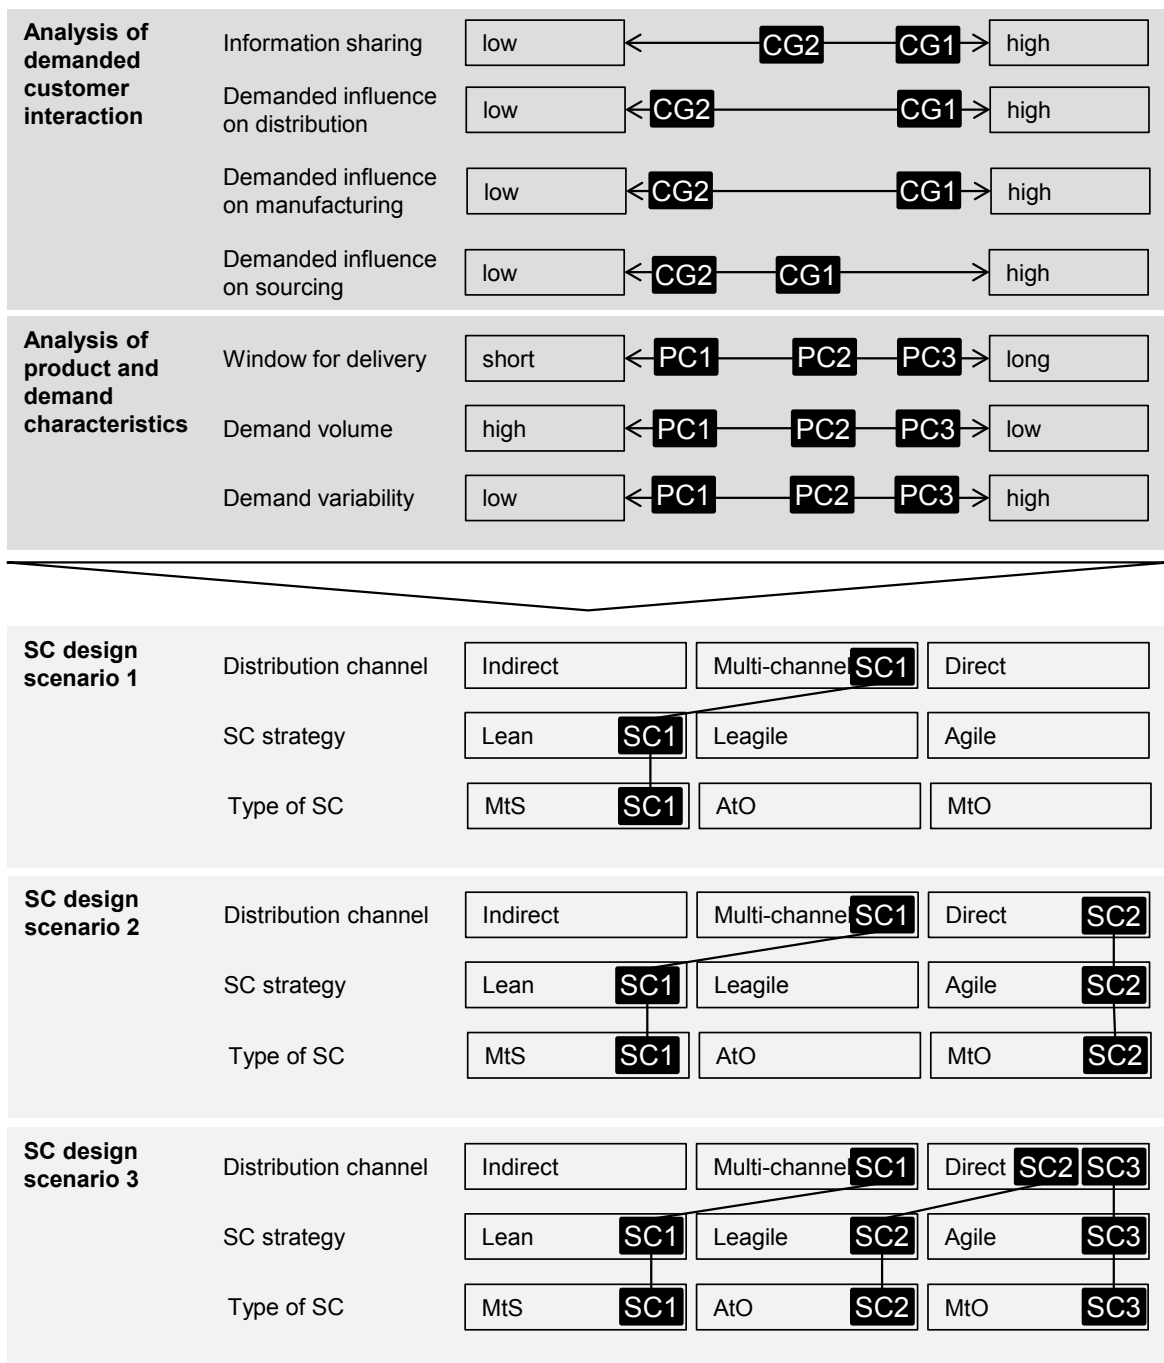 Analysis of
demanded
customer
interaction
Information sharing
low
CG2
CG1
high
Demanded influence
on distribution
low
CG2
CG1
high
Demanded influence
on manufacturing
low
CG2
CG1
high
Demanded influence
on sourcing
low
CG2
CG1
high
Analysis of
product and
demand
characteristics
Window for delivery
short
PC1
PC2
PC3
long
Demand volume
high
PC1
PC2
PC3
low
Demand variability
low
PC1
PC2
PC3
high
SC design
scenario 1
Distribution channel
Indirect
Multi-channel
SC1
Direct
SC strategy
Lean
SC1
Leagile
Agile
Type of SC
MtS
SC1
AtO
MtO
SC design
scenario 2
Distribution channel
Indirect
Multi-channel
SC1
Direct
SC2
SC strategy
Lean
SC1
Leagile
Agile
SC2
Type of SC
MtS
SC1
AtO
MtO
SC2
SC design
scenario 3
Distribution channel
Indirect
Multi-channel
SC1
Direct
SC2
SC3
SC strategy
Lean
SC1
Leagile
SC2
Agile
SC3
Type of SC
MtS
SC1
AtO
SC2
MtO
SC3